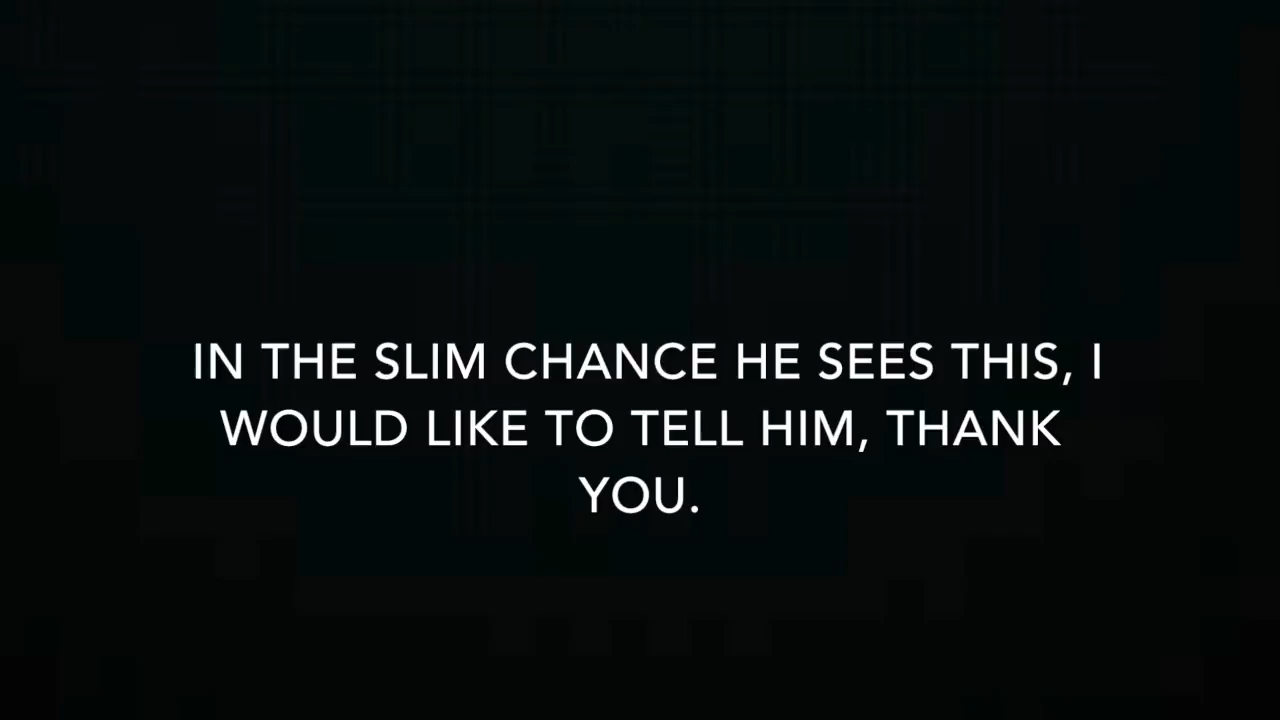 IN THE SLIM CHANCE HE SEES THIS, I
WOULD LIKE TO TELL HIM, THANK
YOU.